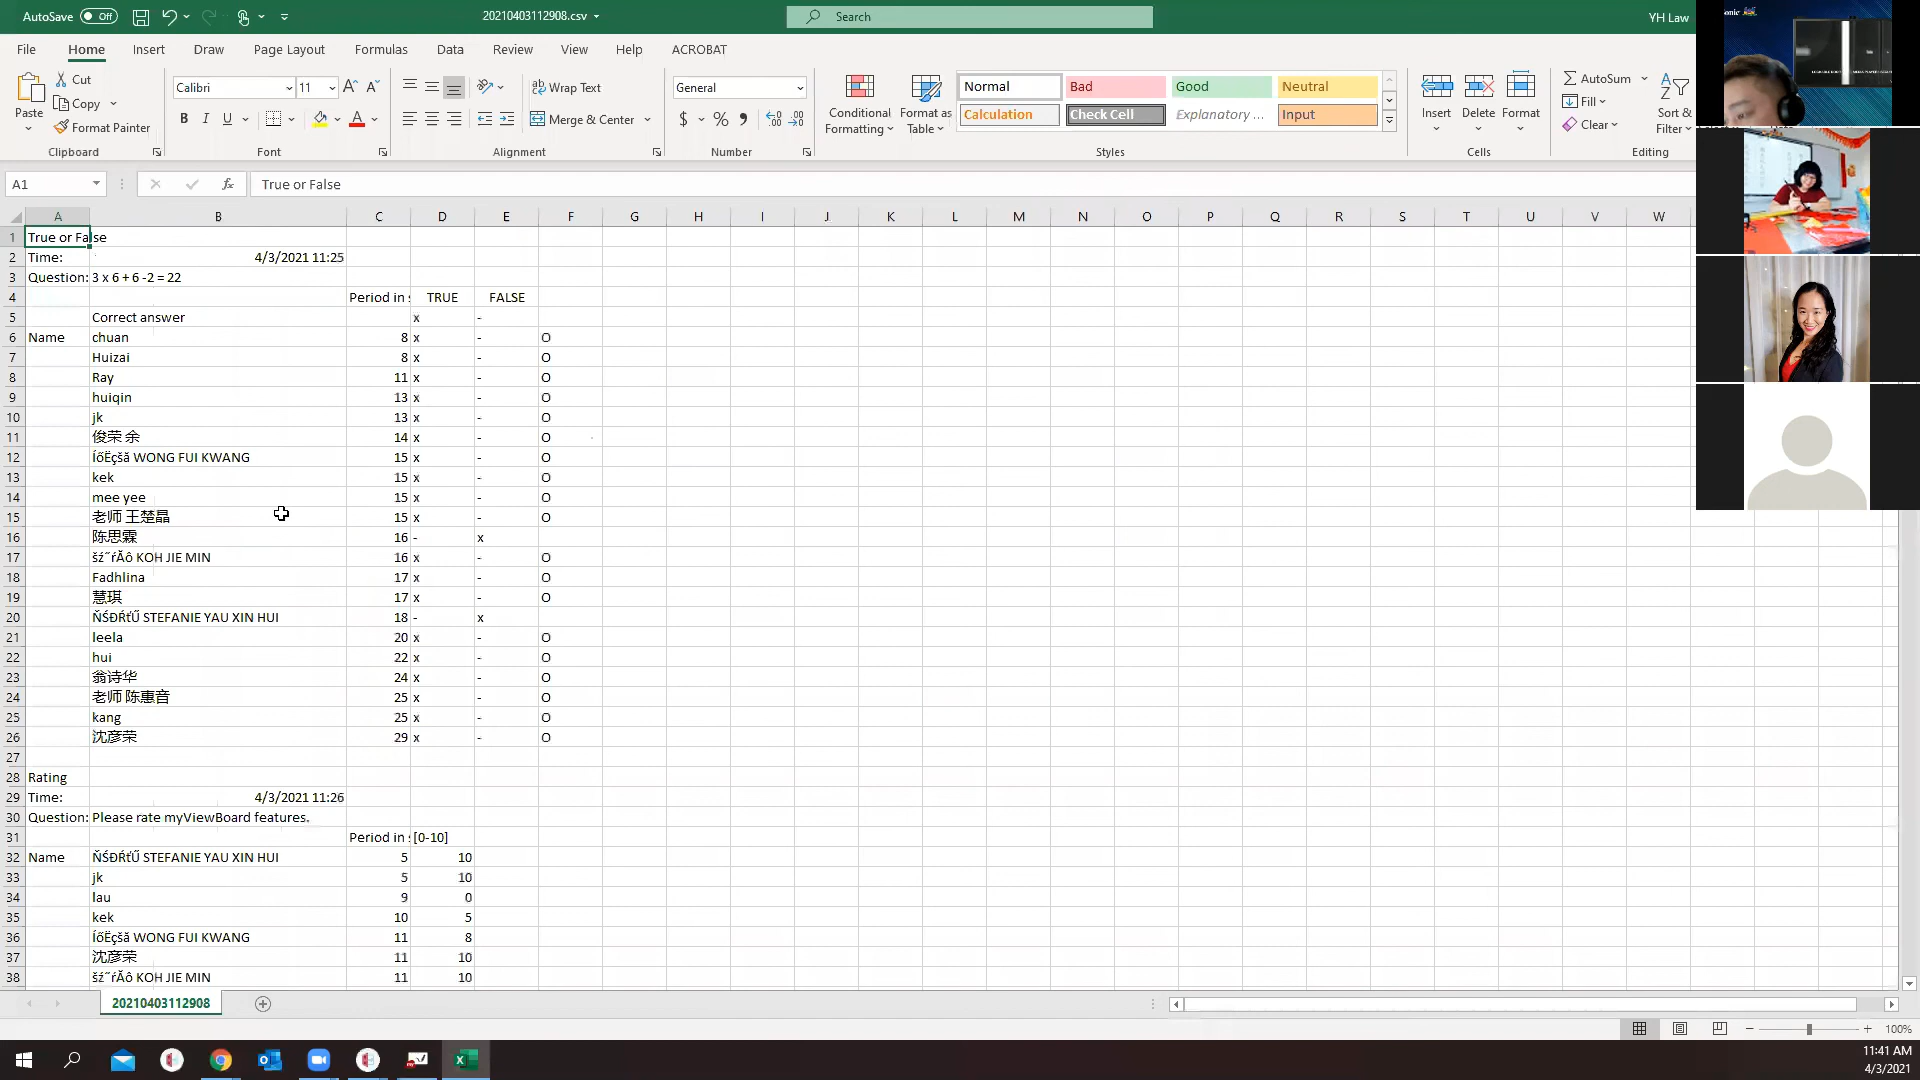 AutoSave Off 20210403112908.csv Search YH Law
File Home Insert Draw Page Layout Formulas Data Review View Help ACROBAT
Cut Calibri 11 Wrap Text General Normal Bad Good Neutral AutoSum
Copy Fill
Paste Format Painter Merge & Center $ % Conditional Formatting Format as Table Calculation Check Cell Explanatory ... Input Insert Delete Format Clear Sort & Filter
Clipboard Font Alignment Number Styles Cells Editing
A1 fx True or False
A B C D E F G H I J K L M N O P Q R S T U V W
1 True or False
2 Time: 4/3/2021 11:25
3 Question: 3 x 6 + 6 -2 = 22
4 Period in s TRUE FALSE
5 Correct answer x -
6 Name chuan 8 x - O
7 Huizai 8 x - O
8 Ray 11 x - O
9 huiqin 13 x - O
10 jk 13 x - O
11 俊荣 余 14 x - O
12 ÍőËçšă WONG FUI KWANG 15 x - O
13 kek 15 x - O
14 mee yee 15 x - O
15 老师 王楚晶 15 x - O
16 陈思霖 16 - x
17 šź˝ŕĂô KOH JIE MIN 16 x - O
18 Fadhlina 17 x - O
19 慧琪 17 x - O
20 ŇŚĐŔťŰ STEFANIE YAU XIN HUI 18 - x
21 leela 20 x - O
22 hui 22 x - O
23 翁诗华 24 x - O
24 老师 陈惠音 25 x - O
25 kang 25 x - O
26 沈彦荣 29 x - O
27
28 Rating
29 Time: 4/3/2021 11:26
30 Question: Please rate myViewBoard features.
31 Period in s [0-10]
32 Name ŇŚĐŔťŰ STEFANIE YAU XIN HUI 5 10
33 jk 5 10
34 lau 9 0
35 kek 10 5
36 ÍőËçšă WONG FUI KWANG 11 8
37 沈彦荣 11 10
38 šź˝ŕĂô KOH JIE MIN 11 10
20210403112908
100%
11:41 AM
4/3/2021